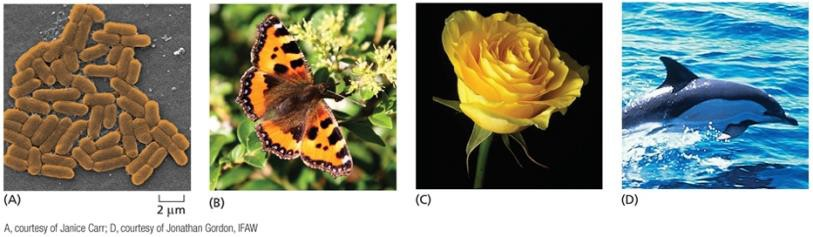 (A)
2 μm
(B)
(C)
(D)
A, courtesy of Janice Carr; D, courtesy of Jonathan Gordon, IFAW